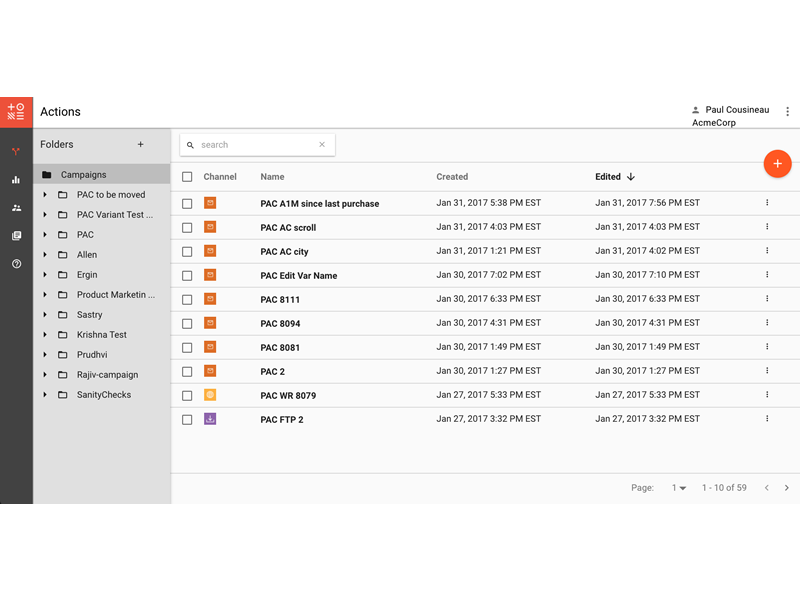 Actions
Paul Cousineau
AcmeCorp
Folders +
Campaigns
PAC to be moved
PAC Variant Test ...
PAC
Allen
Ergin
Product Marketin ...
Sastry
Krishna Test
Prudhvi
Rajiv-campaign
SanityChecks
search
Channel Name Created Edited
PAC A1M since last purchase Jan 31, 2017 5:38 PM EST Jan 31, 2017 7:56 PM EST
PAC AC scroll Jan 31, 2017 4:03 PM EST Jan 31, 2017 4:03 PM EST
PAC AC city Jan 31, 2017 1:21 PM EST Jan 31, 2017 4:02 PM EST
PAC Edit Var Name Jan 30, 2017 7:02 PM EST Jan 30, 2017 7:10 PM EST
PAC 8111 Jan 30, 2017 6:33 PM EST Jan 30, 2017 6:33 PM EST
PAC 8094 Jan 30, 2017 4:31 PM EST Jan 30, 2017 4:31 PM EST
PAC 8081 Jan 30, 2017 1:49 PM EST Jan 30, 2017 1:49 PM EST
PAC 2 Jan 30, 2017 1:27 PM EST Jan 30, 2017 1:27 PM EST
PAC WR 8079 Jan 27, 2017 5:33 PM EST Jan 27, 2017 5:33 PM EST
PAC FTP 2 Jan 27, 2017 3:32 PM EST Jan 27, 2017 3:32 PM EST
Page: 1 1 - 10 of 59